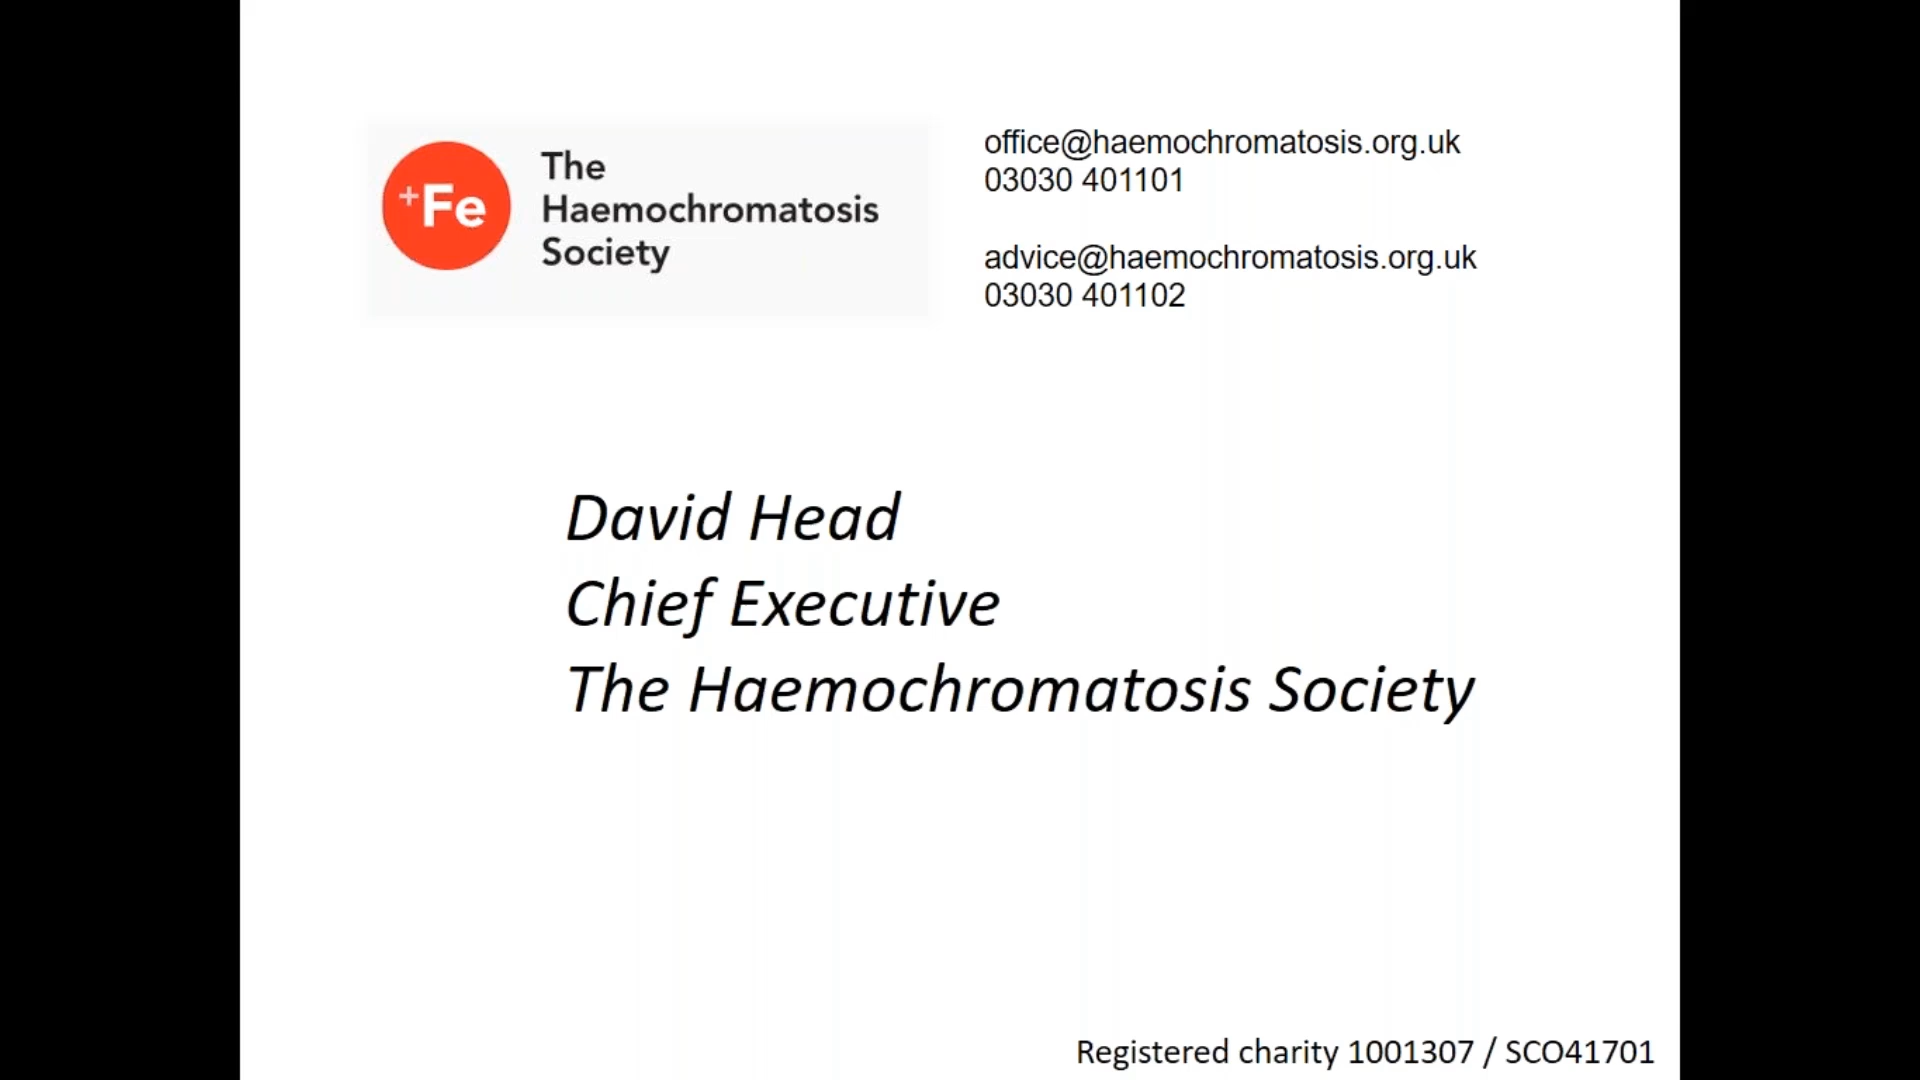 +Fe
The
Haemochromatosis
Society
office@haemochromatosis.org.uk
03030 401101
advice@haemochromatosis.org.uk
03030 401102
David Head
Chief Executive
The Haemochromatosis Society
Registered charity 1001307 / SCO41701